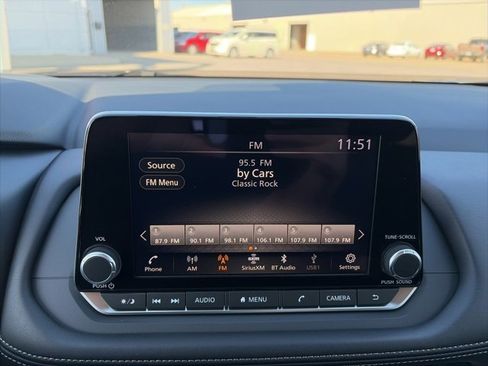 FM 11:51
95.5 FM
Source
by Cars
FM Menu
Classic Rock
87.9 FM 90.1 FM 98.1 FM 106.1 FM 107.9 FM 107.9 FM
VOL
TUNE·SCROLL
Phone AM FM SiriusXM BT Audio USB1 Settings
PUSH
PUSH SOUND
AUDIO MENU CAMERA